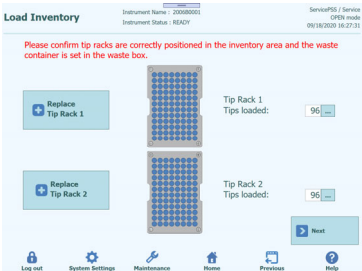 Load Inventory
Instrument Name : 2006B0001
Instrument Status : READY
ServicePSS / Service
OPEN mode
09/18/2020 16:27:31
Please confirm tip racks are correctly positioned in the inventory area and the waste
container is set in the waste box.
Replace
Tip Rack 1
Tip Rack 1
Tips loaded:
96 ...
Replace
Tip Rack 2
Tip Rack 2
Tips loaded:
96 ...
Next
Log out
System Settings
Maintenance
Home
Previous
Help